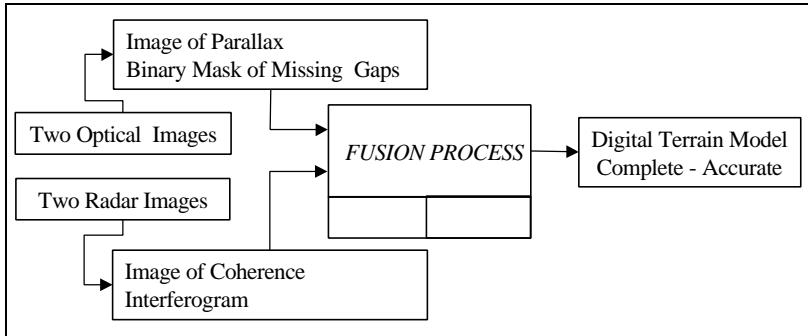 Image of Parallax
Binary Mask of Missing Gaps
Two Optical Images
FUSION PROCESS
Digital Terrain Model
Complete - Accurate
Two Radar Images
Image of Coherence
Interferogram